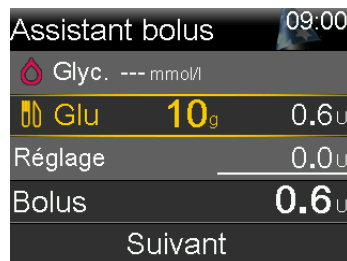 Assistant bolus 09:00
Glyc. --- mmol/l
Glu 10g 0.6u
Réglage 0.0u
Bolus 0.6u
Suivant